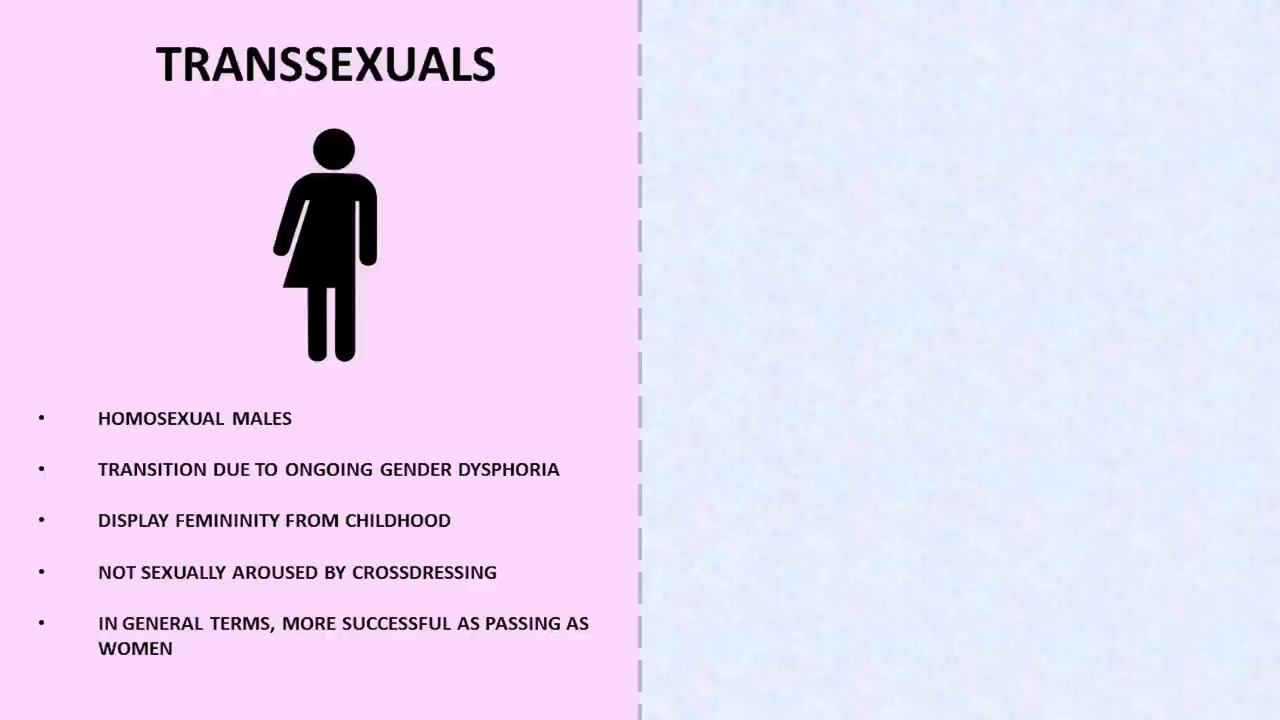 TRANSSEXUALS
• HOMOSEXUAL MALES
• TRANSITION DUE TO ONGOING GENDER DYSPHORIA
• DISPLAY FEMININITY FROM CHILDHOOD
• NOT SEXUALLY AROUSED BY CROSSDRESSING
• IN GENERAL TERMS, MORE SUCCESSFUL AS PASSING AS
WOMEN